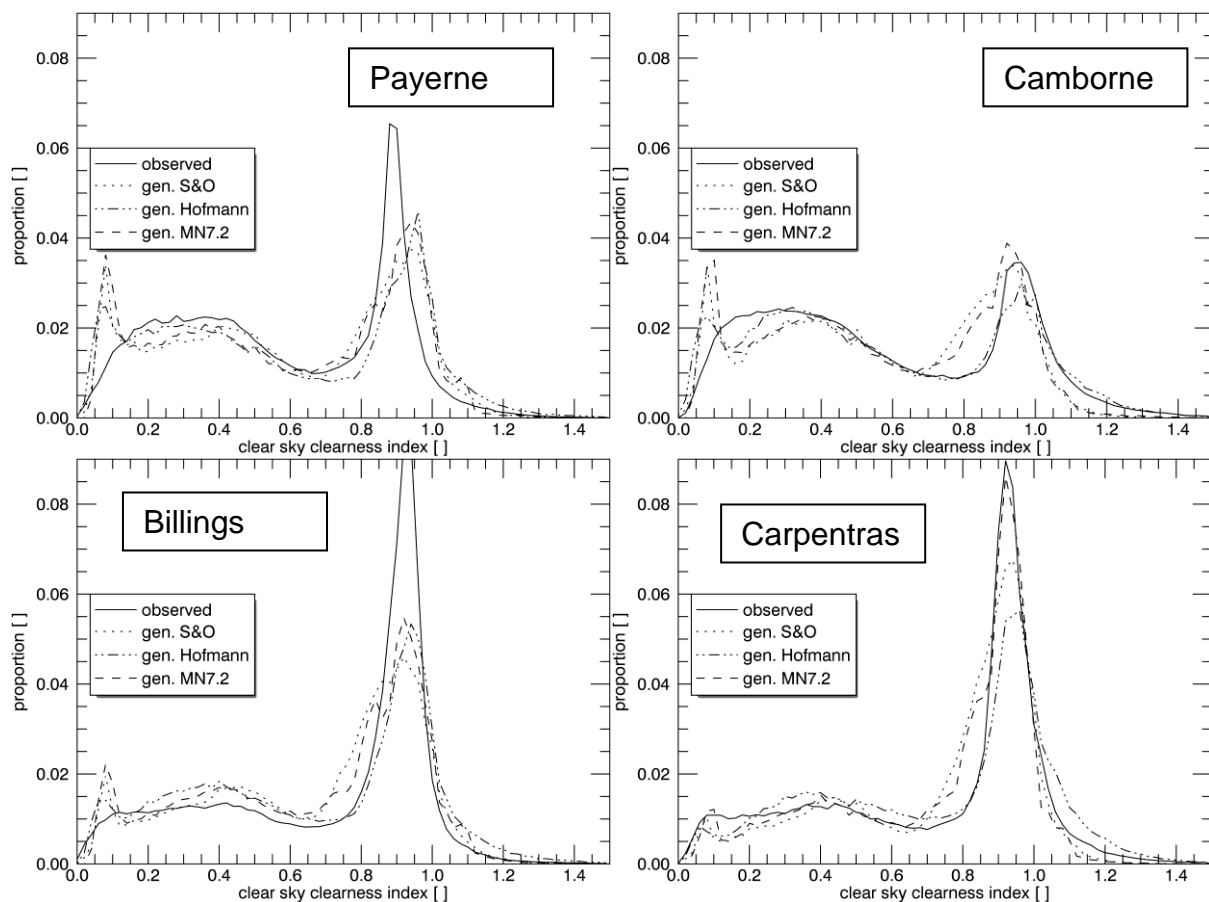 Payerne
0.08
0.06
0.04
0.02
0.00
proportion [ ]
observed
gen. S&O
gen. Hofmann
gen. MN7.2
0.0 0.2 0.4 0.6 0.8 1.0 1.2 1.4
clear sky clearness index [ ]
Camborne
0.08
0.06
0.04
0.02
0.00
proportion [ ]
observed
gen. S&O
gen. Hofmann
gen. MN7.2
0.0 0.2 0.4 0.6 0.8 1.0 1.2 1.4
clear sky clearness index [ ]
Billings
0.08
0.06
0.04
0.02
0.00
proportion [ ]
observed
gen. S&O
gen. Hofmann
gen. MN7.2
0.0 0.2 0.4 0.6 0.8 1.0 1.2 1.4
clear sky clearness index [ ]
Carpentras
0.08
0.06
0.04
0.02
0.00
proportion [ ]
observed
gen. S&O
gen. Hofmann
gen. MN7.2
0.0 0.2 0.4 0.6 0.8 1.0 1.2 1.4
clear sky clearness index [ ]